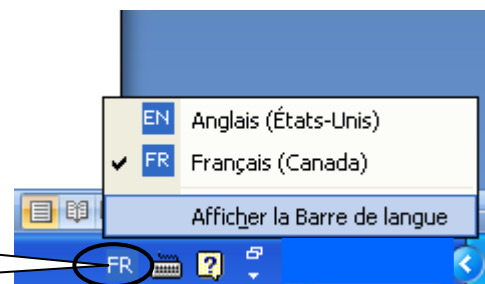 EN Anglais (États-Unis)
FR Français (Canada)
Afficher la Barre de langue
FR